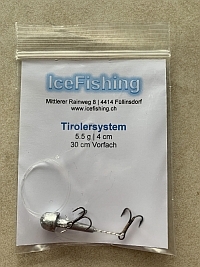 IceFishing
Mittlerer Rainweg 8 | 4414 Füllinsdorf
www.icefishing.ch
Tirolersystem
5.5 g | 4 cm
30 cm Vorfach